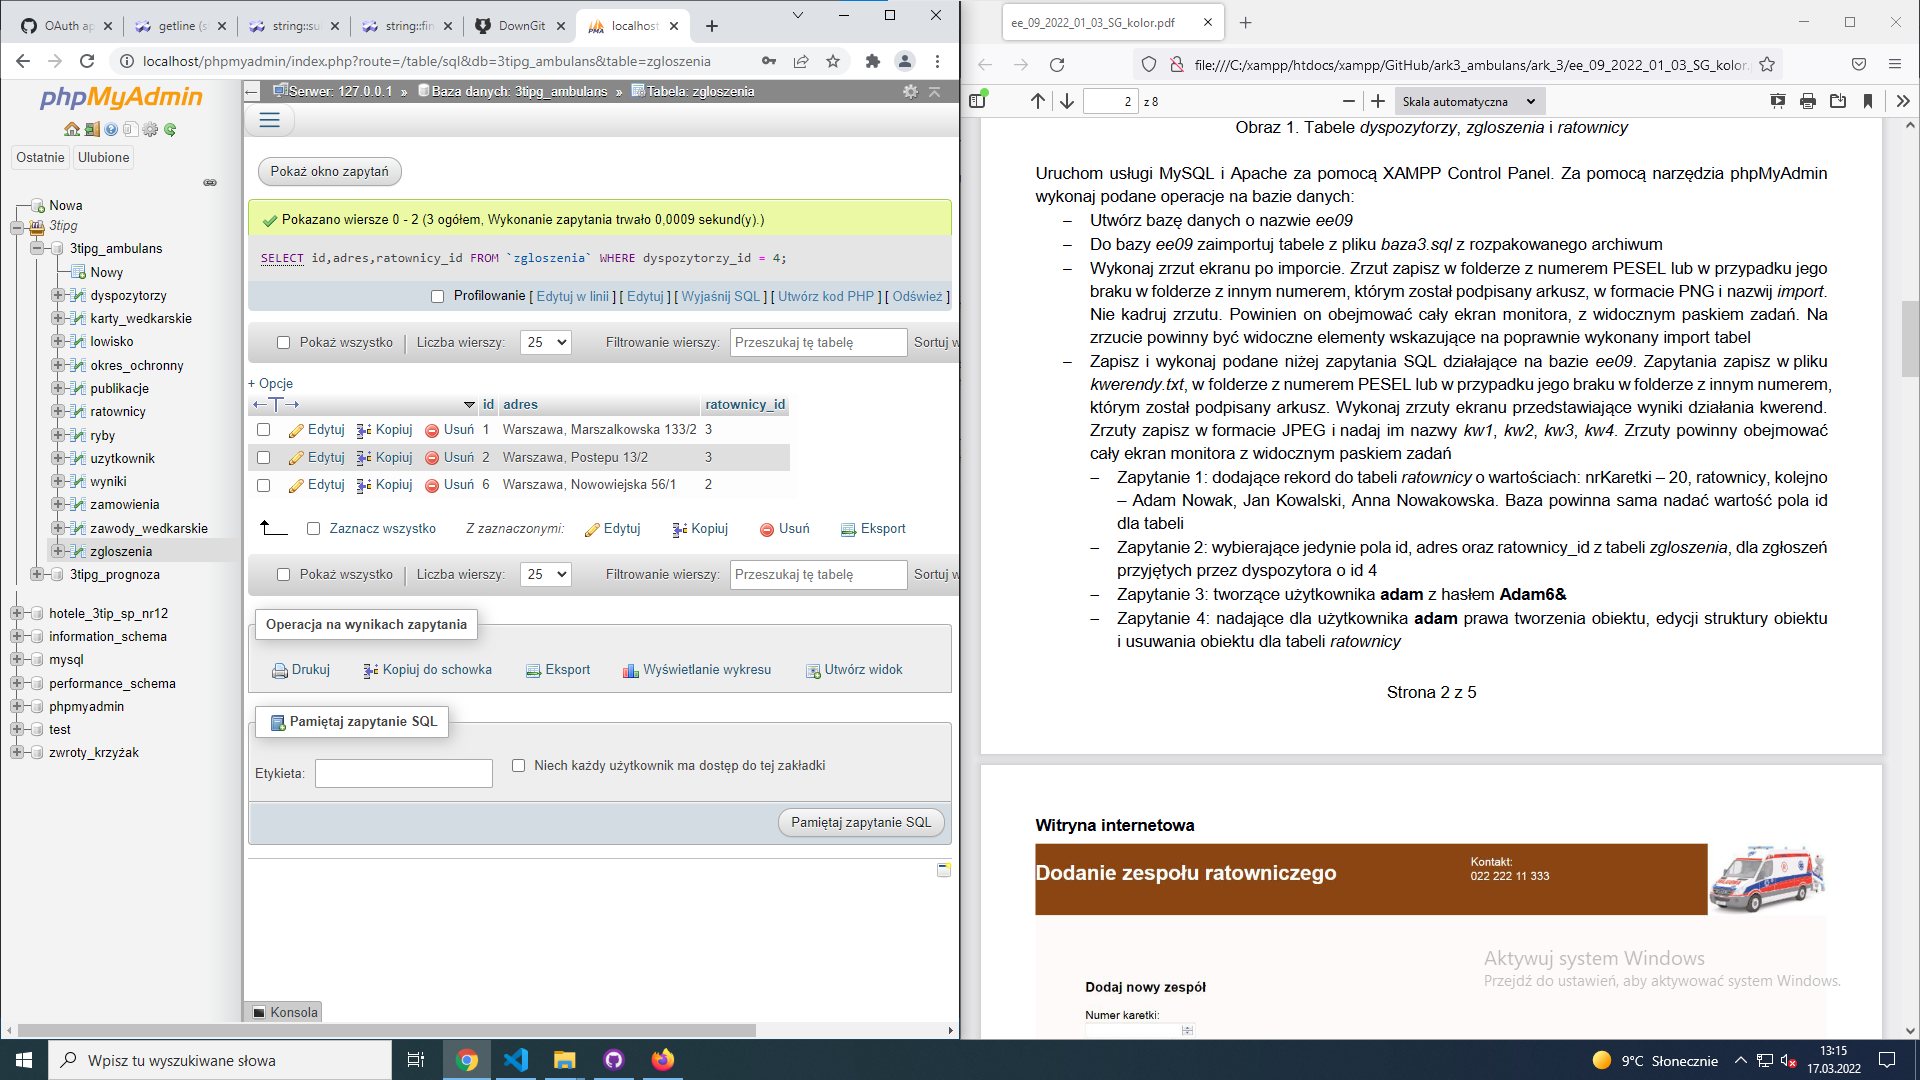 OAuth ap
getline (s
string::su
string::fin
DownGit
localhost
localhost/phpmyadmin/index.php?route=/table/sql&db=3tipg_ambulans&table=zgloszenia
phpMyAdmin
Ostatnie
Ulubione
Nowa
3tipg
3tipg_ambulans
Nowy
dyspozytorzy
karty_wedkarskie
lowisko
okres_ochronny
publikacje
ratownicy
ryby
uzytkownik
wyniki
zamowienia
zawody_wedkarskie
zgloszenia
3tipg_prognoza
hotele_3tip_sp_nr12
information_schema
mysql
performance_schema
phpmyadmin
test
zwroty_krzyżak
Serwer: 127.0.0.1 » Baza danych: 3tipg_ambulans » Tabela: zgloszenia
Pokaż okno zapytań
Pokazano wiersze 0 - 2 (3 ogółem, Wykonanie zapytania trwało 0,0009 sekund(y).)
SELECT id,adres,ratownicy_id FROM `zgloszenia` WHERE dyspozytorzy_id = 4;
Profilowanie [ Edytuj w linii ] [ Edytuj ] [ Wyjaśnij SQL ] [ Utwórz kod PHP ] [ Odśwież ]
Pokaż wszystko Liczba wierszy: 25 Filtrowanie wierszy: Przeszukaj tę tabelę Sortuj w
+ Opcje
id adres ratownicy_id
Edytuj Kopiuj Usuń 1 Warszawa, Marszalkowska 133/2 3
Edytuj Kopiuj Usuń 2 Warszawa, Postepu 13/2 3
Edytuj Kopiuj Usuń 6 Warszawa, Nowowiejska 56/1 2
Zaznacz wszystko Z zaznaczonymi: Edytuj Kopiuj Usuń Eksport
Pokaż wszystko Liczba wierszy: 25 Filtrowanie wierszy: Przeszukaj tę tabelę Sortuj w
Operacja na wynikach zapytania
Drukuj Kopiuj do schowka Eksport Wyświetlanie wykresu Utwórz widok
Pamiętaj zapytanie SQL
Etykieta: Niech każdy użytkownik ma dostęp do tej zakładki
Pamiętaj zapytanie SQL
Konsola
ee_09_2022_01_03_SG_kolor.pdf
file:///C:/xampp/htdocs/xampp/GitHub/ark3_ambulans/ark_3/ee_09_2022_01_03_SG_kolor.
2 z 8 Skala automatyczna
Obraz 1. Tabele dyspozytorzy, zgloszenia i ratownicy
Uruchom usługi MySQL i Apache za pomocą XAMPP Control Panel. Za pomocą narzędzia phpMyAdmin
wykonaj podane operacje na bazie danych:
– Utwórz bazę danych o nazwie ee09
– Do bazy ee09 zaimportuj tabele z pliku baza3.sql z rozpakowanego archiwum
– Wykonaj zrzut ekranu po imporcie. Zrzut zapisz w folderze z numerem PESEL lub w przypadku jego
braku w folderze z innym numerem, którym został podpisany arkusz, w formacie PNG i nazwij import.
Nie kadruj zrzutu. Powinien on obejmować cały ekran monitora, z widocznym paskiem zadań. Na
zrzucie powinny być widoczne elementy wskazujące na poprawnie wykonany import tabel
– Zapisz i wykonaj podane niżej zapytania SQL działające na bazie ee09. Zapytania zapisz w pliku
kwerendy.txt, w folderze z numerem PESEL lub w przypadku jego braku w folderze z innym numerem,
którym został podpisany arkusz. Wykonaj zrzuty ekranu przedstawiające wyniki działania kwerend.
Zrzuty zapisz w formacie JPEG i nadaj im nazwy kw1, kw2, kw3, kw4. Zrzuty powinny obejmować
cały ekran monitora z widocznym paskiem zadań
– Zapytanie 1: dodające rekord do tabeli ratownicy o wartościach: nrKaretki – 20, ratownicy, kolejno
– Adam Nowak, Jan Kowalski, Anna Nowakowska. Baza powinna sama nadać wartość pola id
dla tabeli
– Zapytanie 2: wybierające jedynie pola id, adres oraz ratownicy_id z tabeli zgloszenia, dla zgłoszeń
przyjętych przez dyspozytora o id 4
– Zapytanie 3: tworzące użytkownika adam z hasłem Adam6&
– Zapytanie 4: nadające dla użytkownika adam prawa tworzenia obiektu, edycji struktury obiektu
i usuwania obiektu dla tabeli ratownicy
Strona 2 z 5
Witryna internetowa
Dodanie zespołu ratowniczego
Kontakt:
022 222 11 333
Dodaj nowy zespół
Numer karetki:
Aktywuj system Windows
Przejdź do ustawień, aby aktywować system Windows.
Wpisz tu wyszukiwane słowa
9°C Słonecznie
13:15
17.03.2022